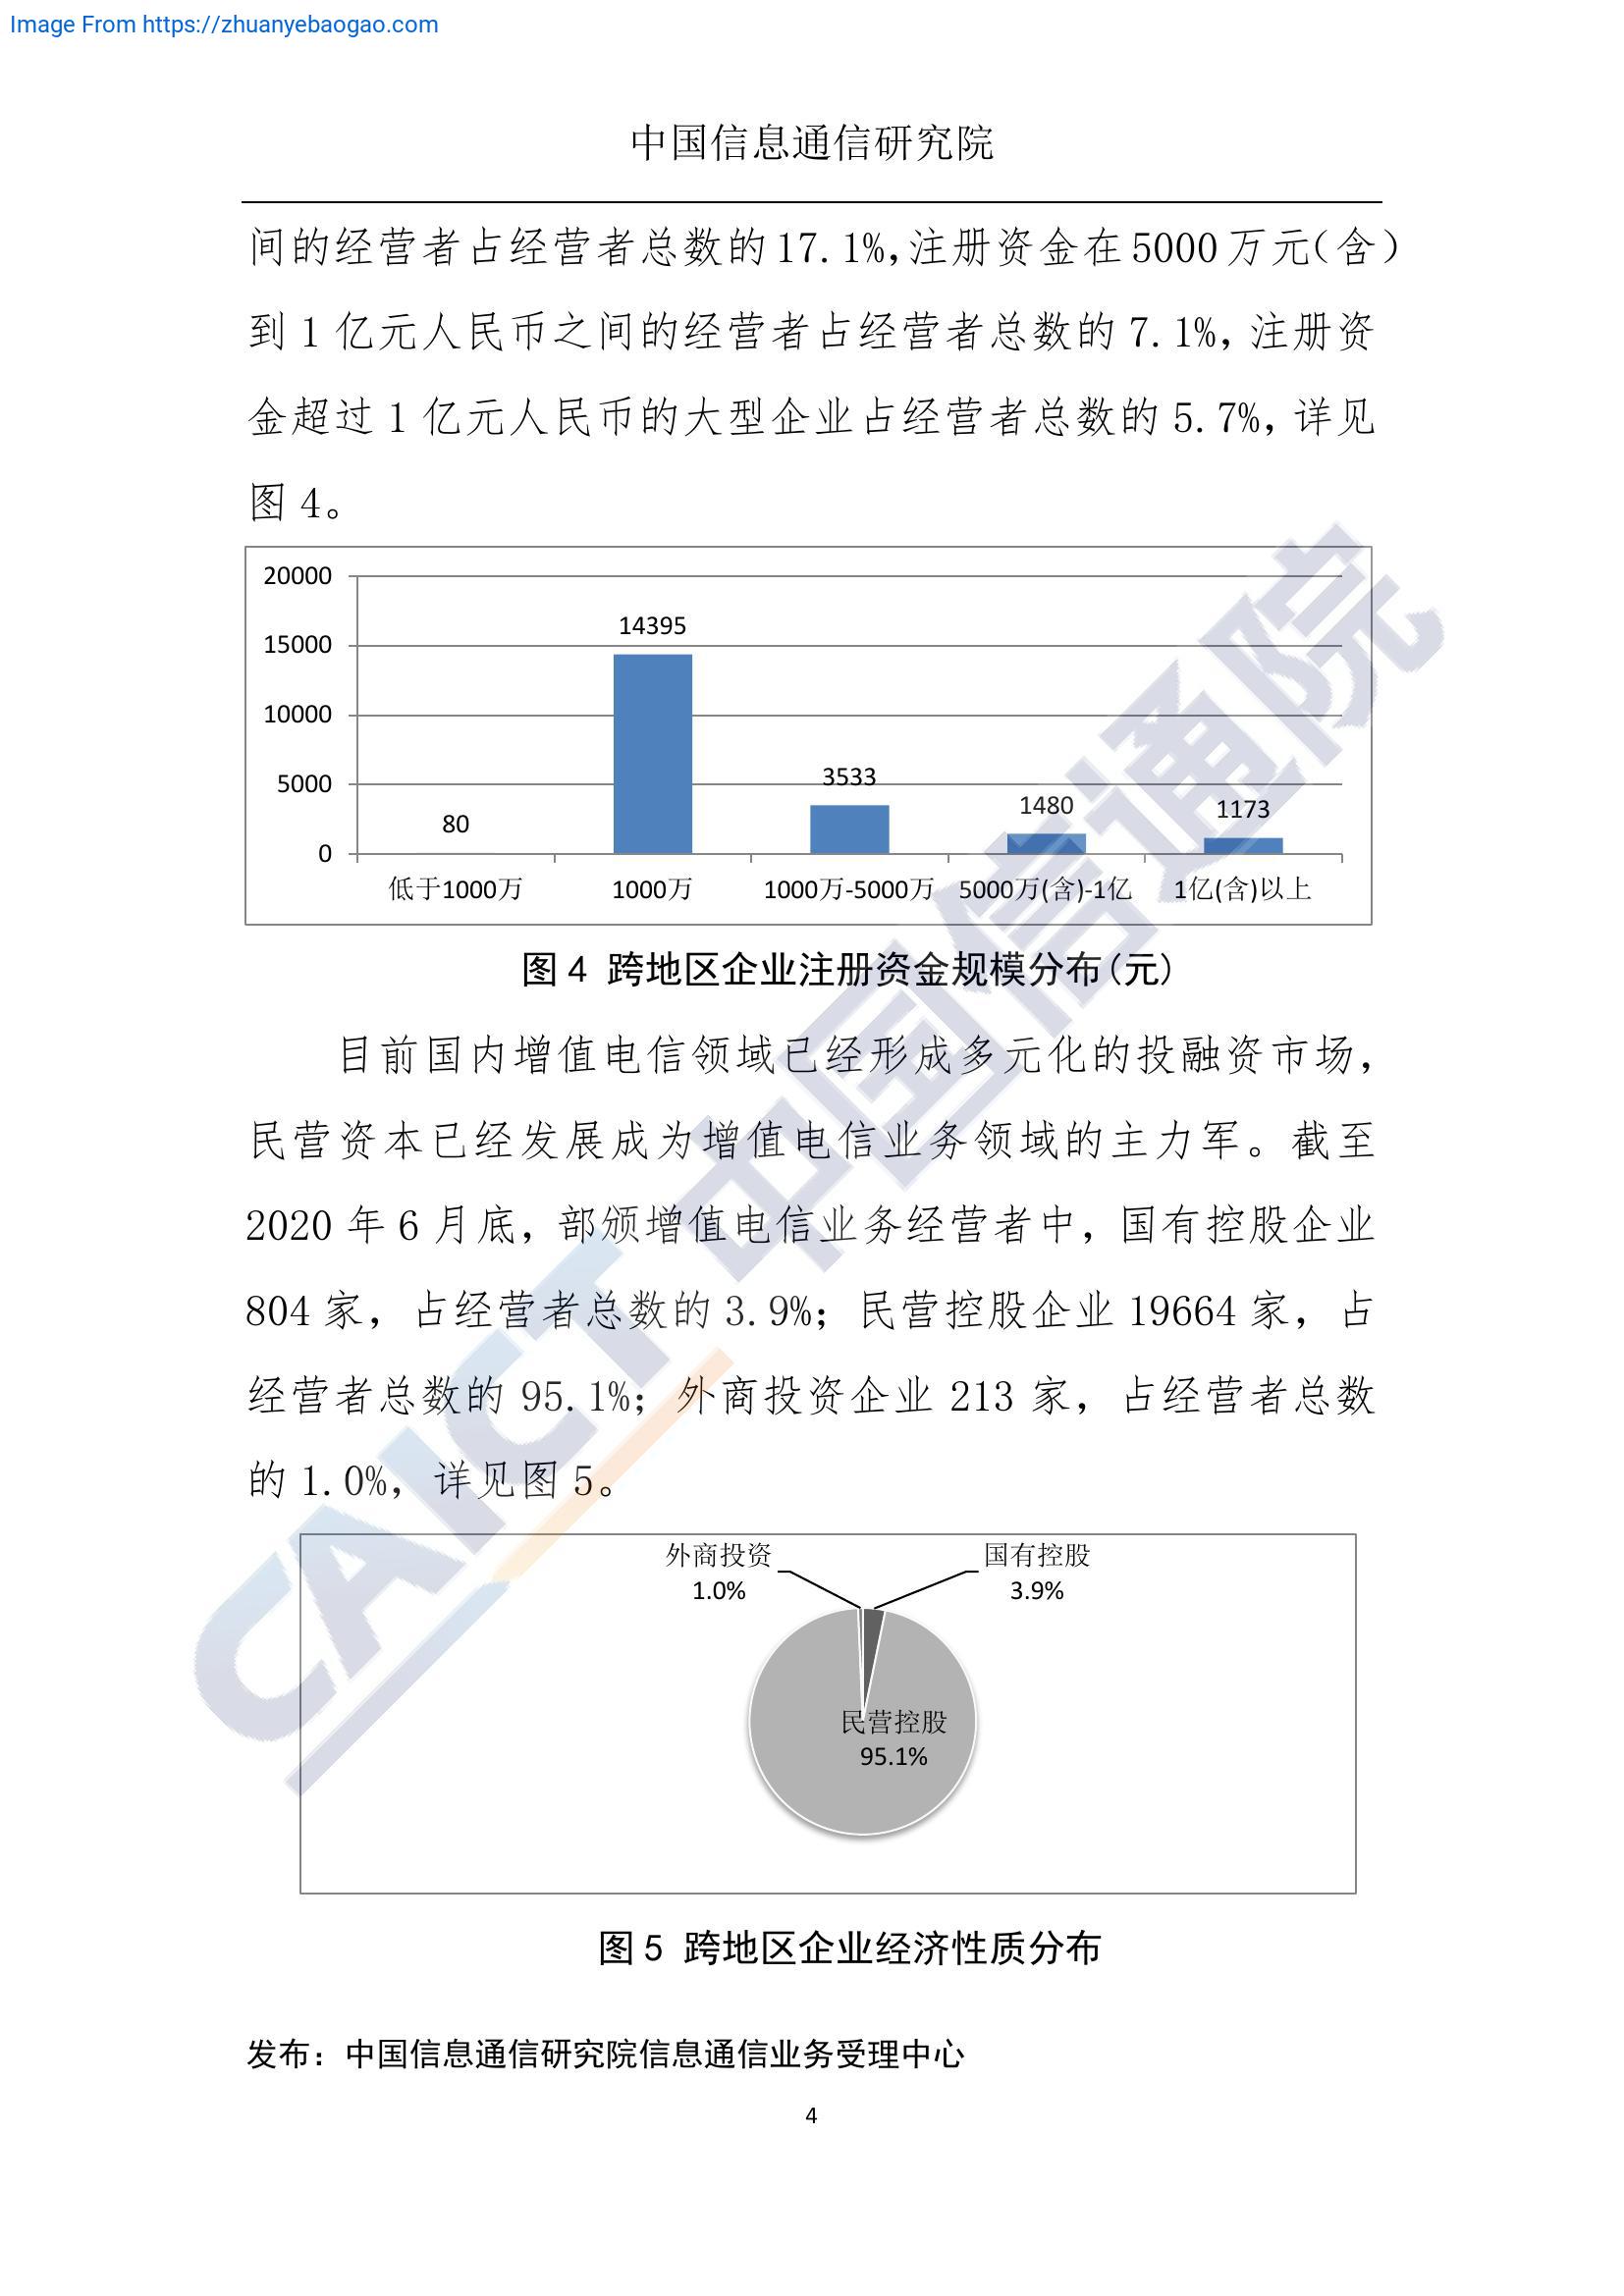 Image From https://zhuanyebaogao.com
中国信息通信研究院
间的经营者占经营者总数的17.1%,注册资金在5000万元(含)
到 1 亿元人民币之间的经营者占经营者总数的 7.1%, 注册资
金超过 1 亿元人民币的大型企业占经营者总数的 5.7%, 详见
图 4。
20000
15000
10000
5000
0
80
14395
3533
1480
1173
低于1000万
1000万
1000万-5000万
5000万(含)-1亿
1亿(含)以上
图 4 跨地区企业注册资金规模分布(元)
目前国内增值电信领域已经形成多元化的投融资市场，
民营资本已经发展成为增值电信业务领域的主力军。截至
2020 年 6 月底，部颁增值电信业务经营者中，国有控股企业
804 家，占经营者总数的 3.9%；民营控股企业 19664 家，占
经营者总数的 95.1%；外商投资企业 213 家，占经营者总数
的 1.0%，详见图 5。
外商投资
1.0%
国有控股
3.9%
民营控股
95.1%
图 5 跨地区企业经济性质分布
发布：中国信息通信研究院信息通信业务受理中心
4
CAICT 中国信通院